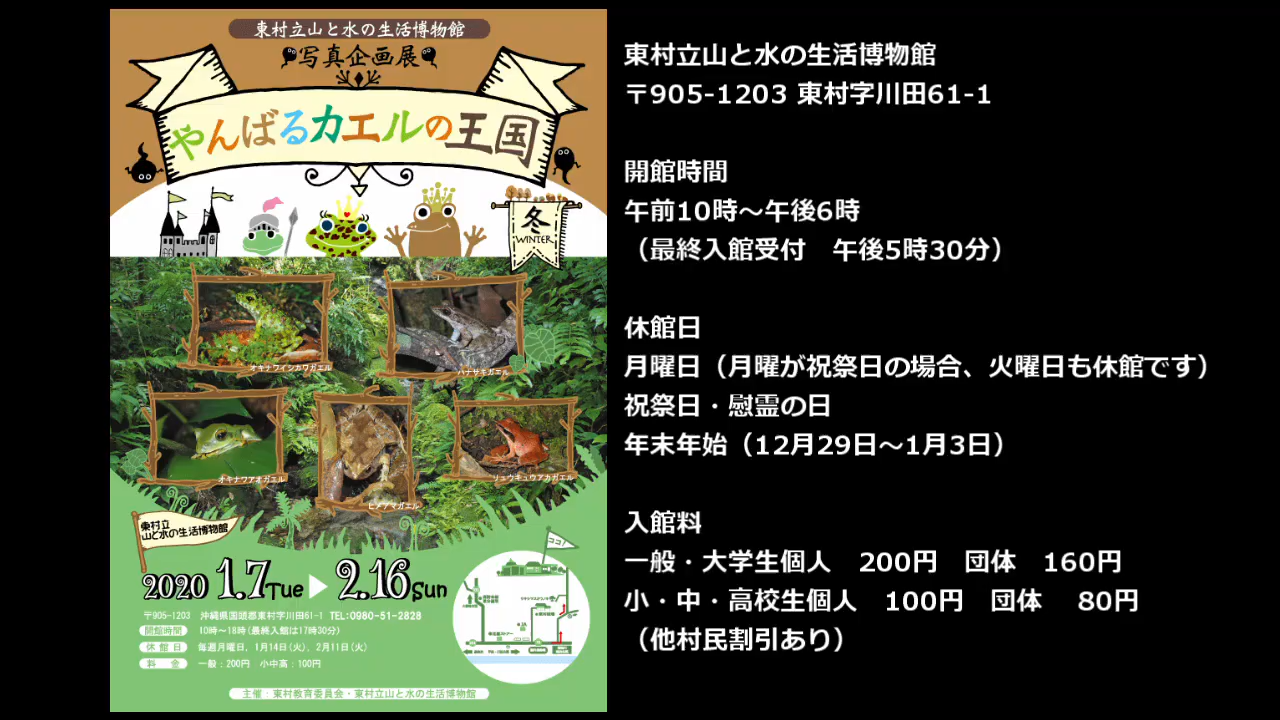 東村立山と水の生活博物館
写真企画展
やんばるカエルの王国
冬
WINTER
オキナワイシカワガエル
ハナサキガエル
オキナワアオガエル
ヒメアマガエル
リュウキュウアカガエル
東村立
山と水の生活博物館
ココ!
2020 1.7Tue ▶ 2.16Sun
〒905-1203 沖縄県国頭郡東村字川田61-1 TEL:0980-51-2828
開館時間 10時〜18時(最終入館は17時30分)
休館日 毎週月曜日、1月14日(火)、2月11日(火)
料金 一般:200円 小中高:100円
主催:東村教育委員会・東村立山と水の生活博物館
東村立山と水の生活博物館
〒905-1203 東村字川田61-1
開館時間
午前10時〜午後6時
(最終入館受付 午後5時30分)
休館日
月曜日(月曜が祝祭日の場合、火曜日も休館です)
祝祭日・慰霊の日
年末年始(12月29日〜1月3日)
入館料
一般・大学生個人 200円 団体 160円
小・中・高校生個人 100円 団体 80円
(他村民割引あり)